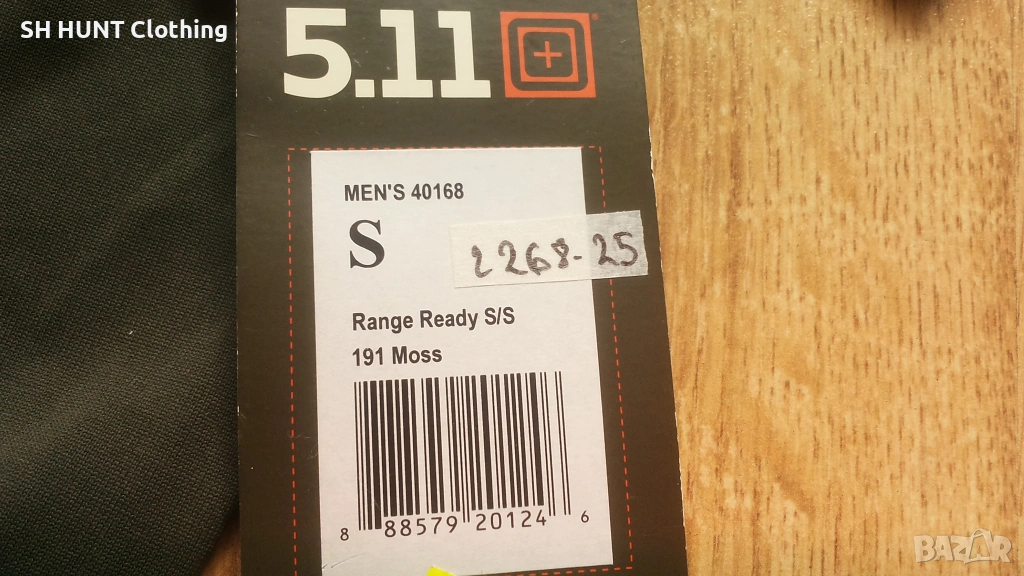 SH HUNT Clothing
5.11
MEN'S 40168
S
2268-25
Range Ready S/S
191 Moss
8 88579 20124 6
BAZAR